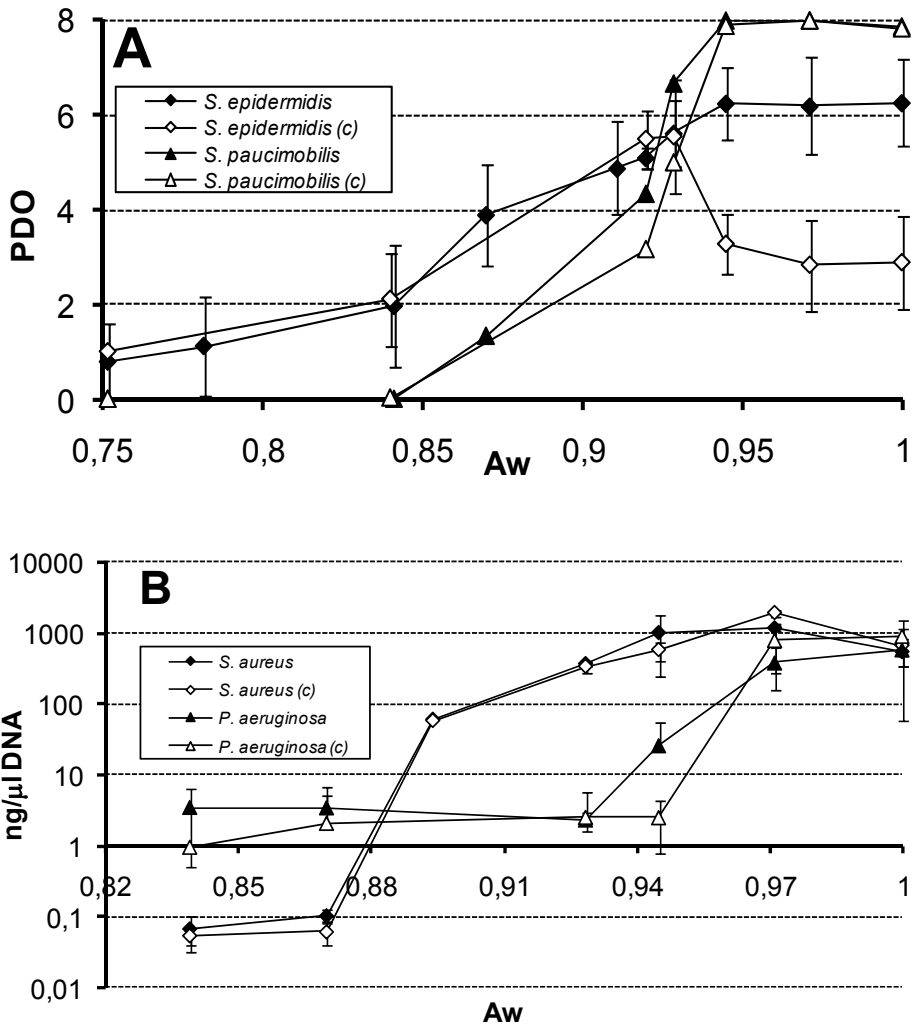 A
8
6
4
2
0
PDO
S. epidermidis
S. epidermidis (c)
S. paucimobilis
S. paucimobilis (c)
0,75 0,8 0,85 0,9 0,95 1
Aw
B
10000
1000
100
10
1
0,1
0,01
ng/µl DNA
S. aureus
S. aureus (c)
P. aeruginosa
P. aeruginosa (c)
0,82 0,85 0,88 0,91 0,94 0,97 1
Aw